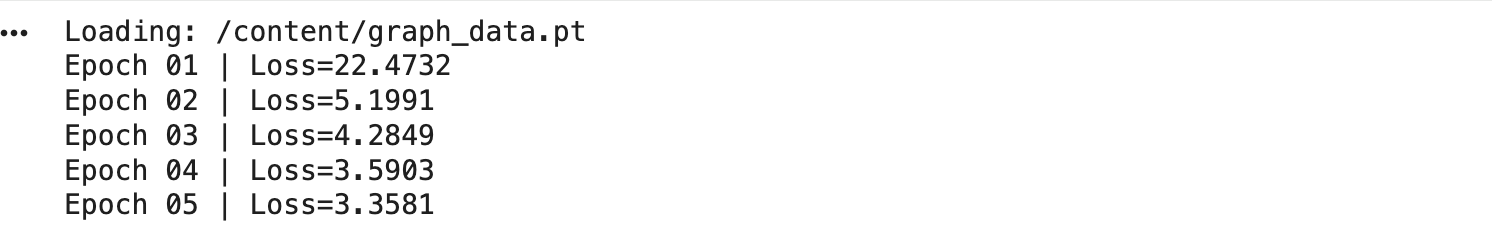 Loading: /content/graph_data.pt
Epoch 01 | Loss=22.4732
Epoch 02 | Loss=5.1991
Epoch 03 | Loss=4.2849
Epoch 04 | Loss=3.5903
Epoch 05 | Loss=3.3581